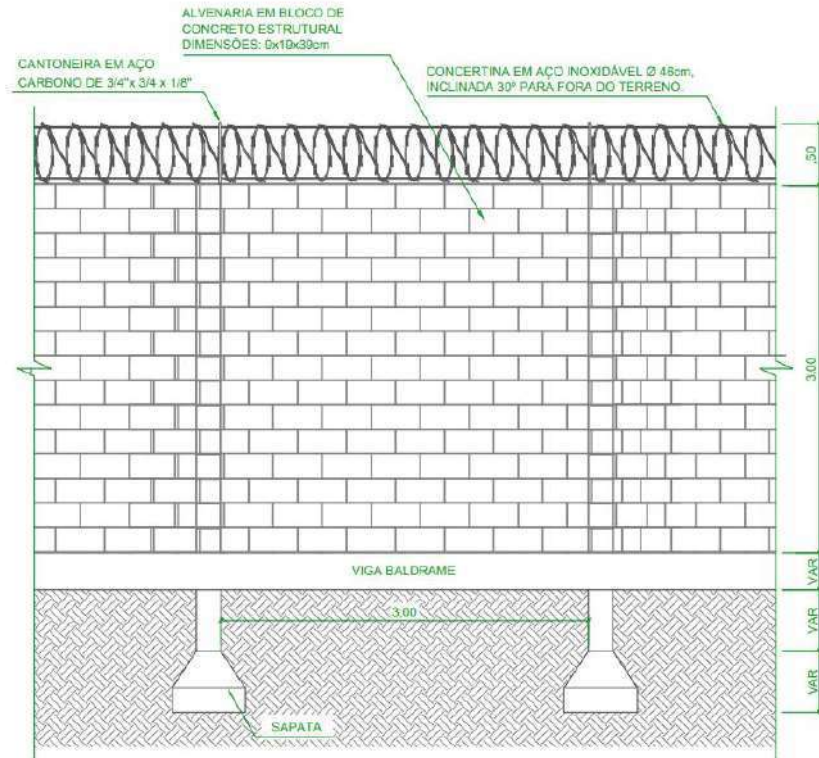 ALVENARIA EM BLOCO DE
CONCRETO ESTRUTURAL
DIMENSÕES: 9x19x39cm
CANTONEIRA EM AÇO
CARBONO DE 3/4"x 3/4 x 1/8"
CONCERTINA EM AÇO INOXIDÁVEL Ø 46cm,
INCLINADA 30º PARA FORA DO TERRENO.
.50
3.00
VIGA BALDRAME
VAR
3.00
VAR
VAR
SAPATA